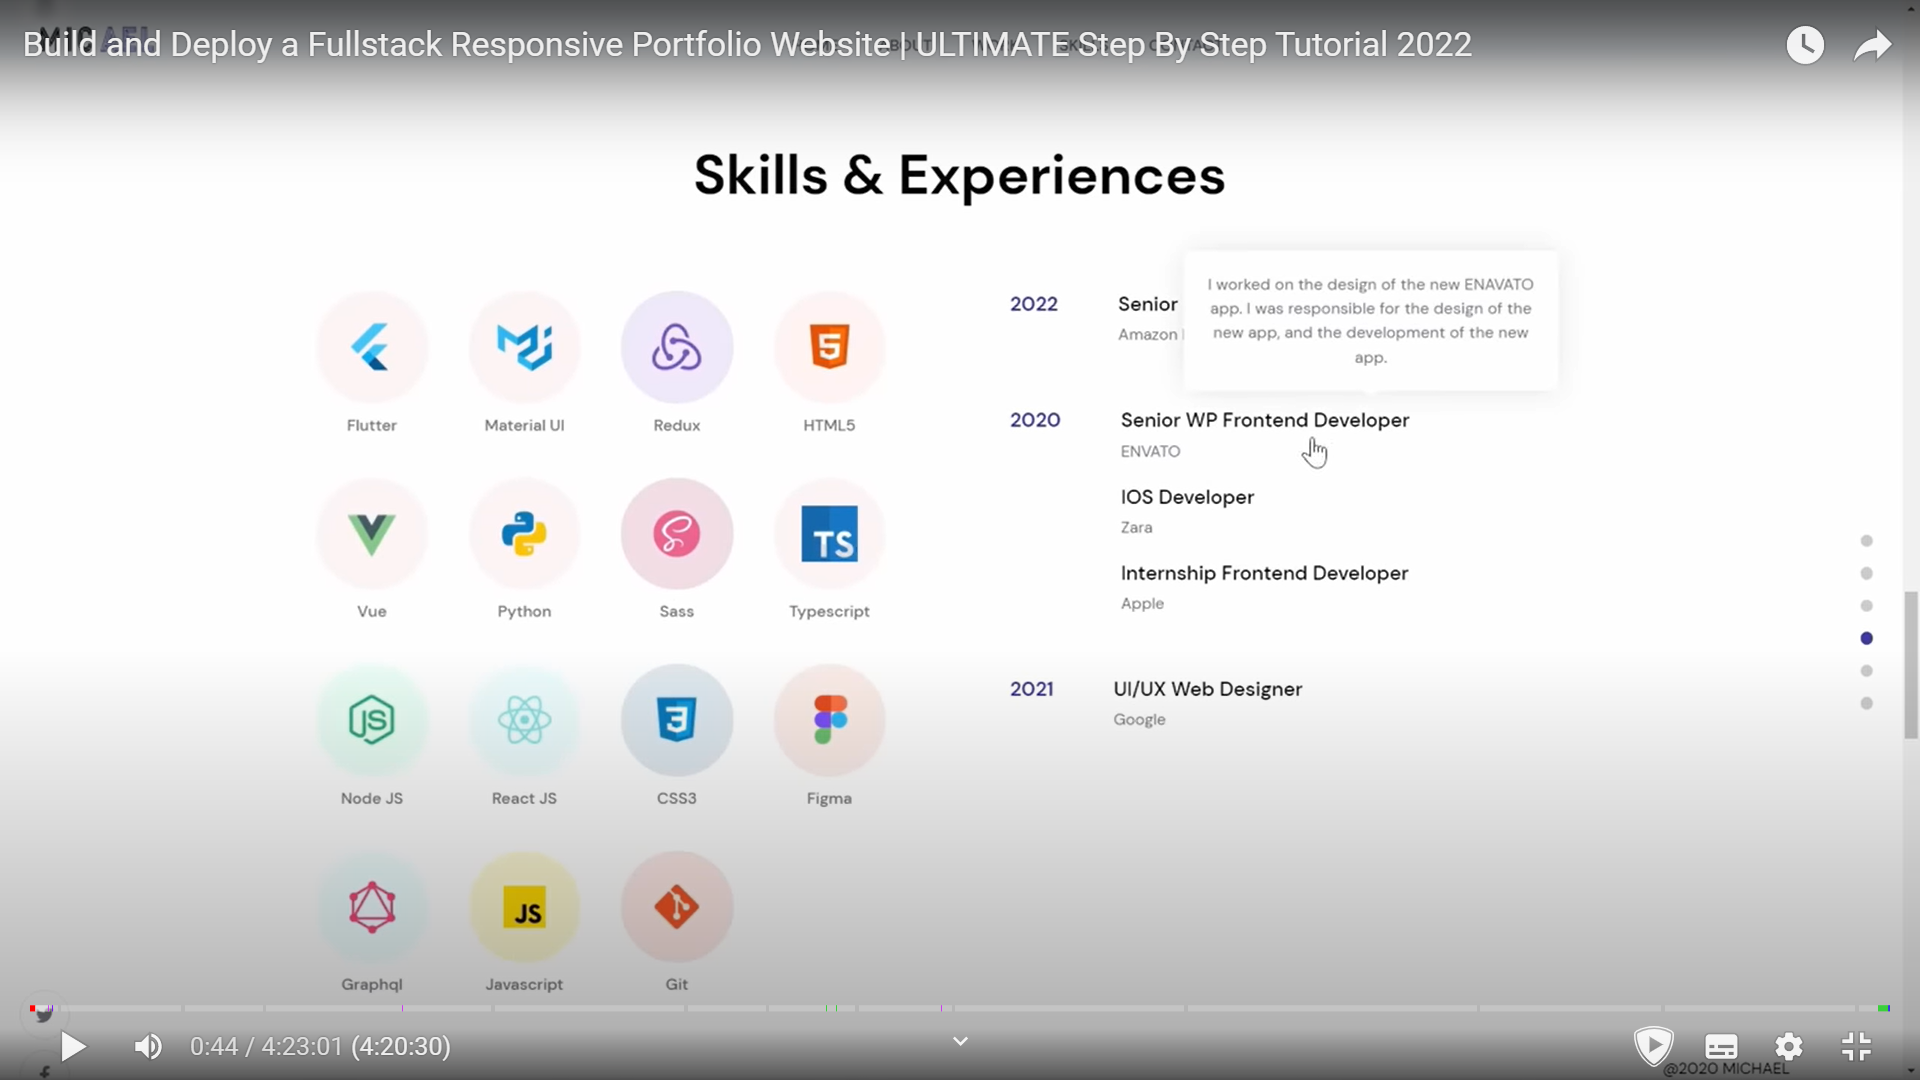 Build and Deploy a Fullstack Responsive Portfolio Website | ULTIMATE Step By Step Tutorial 2022
Skills & Experiences
Flutter
Material UI
Redux
HTML5
Vue
Python
Sass
TS
Typescript
JS
Node JS
React JS
CSS3
Figma
Graphql
JS
Javascript
Git
2022
Senior
Amazon
I worked on the design of the new ENAVATO
app. I was responsible for the design of the
new app, and the development of the new
app.
2020
Senior WP Frontend Developer
ENVATO
IOS Developer
Zara
Internship Frontend Developer
Apple
2021
UI/UX Web Designer
Google
0:44 / 4:23:01 (4:20:30)
@2020 MICHAEL